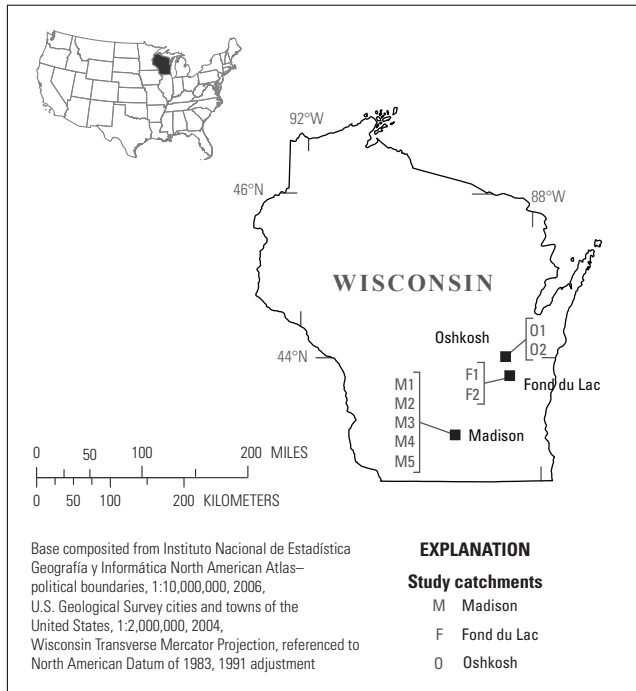 92°W
46°N
88°W
WISCONSIN
O1
Oshkosh
O2
44°N
F1
Fond du Lac
F2
M1
M2
M3
Madison
M4
M5
0 50 100 200 MILES
0 50 100 200 KILOMETERS
Base composited from Instituto Nacional de Estadística
Geografía y Informática North American Atlas–
political boundaries, 1:10,000,000, 2006,
U.S. Geological Survey cities and towns of the
United States, 1:2,000,000, 2004,
Wisconsin Transverse Mercator Projection, referenced to
North American Datum of 1983, 1991 adjustment
EXPLANATION
Study catchments
M Madison
F Fond du Lac
O Oshkosh